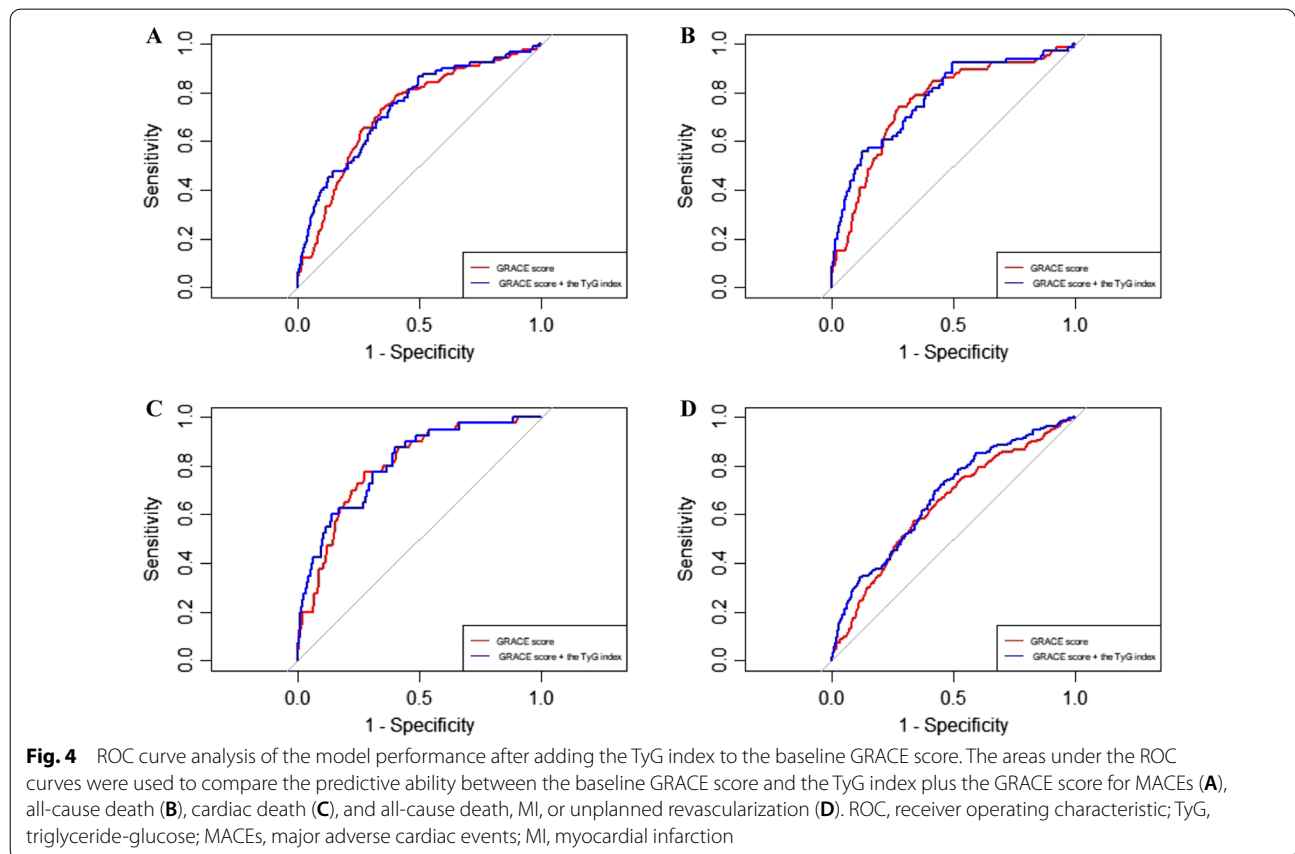 A
Sensitivity
0.0 0.2 0.4 0.6 0.8 1.0
0.0 0.5 1.0
1 - Specificity
GRACE score
GRACE score + the TyG index
B
Sensitivity
0.0 0.2 0.4 0.6 0.8 1.0
0.0 0.5 1.0
1 - Specificity
GRACE score
GRACE score + the TyG index
C
Sensitivity
0.0 0.2 0.4 0.6 0.8 1.0
0.0 0.5 1.0
1 - Specificity
GRACE score
GRACE score + the TyG index
D
Sensitivity
0.0 0.2 0.4 0.6 0.8 1.0
0.0 0.5 1.0
1 - Specificity
GRACE score
GRACE score + the TyG index
Fig. 4 ROC curve analysis of the model performance after adding the TyG index to the baseline GRACE score. The areas under the ROC
curves were used to compare the predictive ability between the baseline GRACE score and the TyG index plus the GRACE score for MACEs (A),
all-cause death (B), cardiac death (C), and all-cause death, MI, or unplanned revascularization (D). ROC, receiver operating characteristic; TyG,
triglyceride-glucose; MACEs, major adverse cardiac events; MI, myocardial infarction